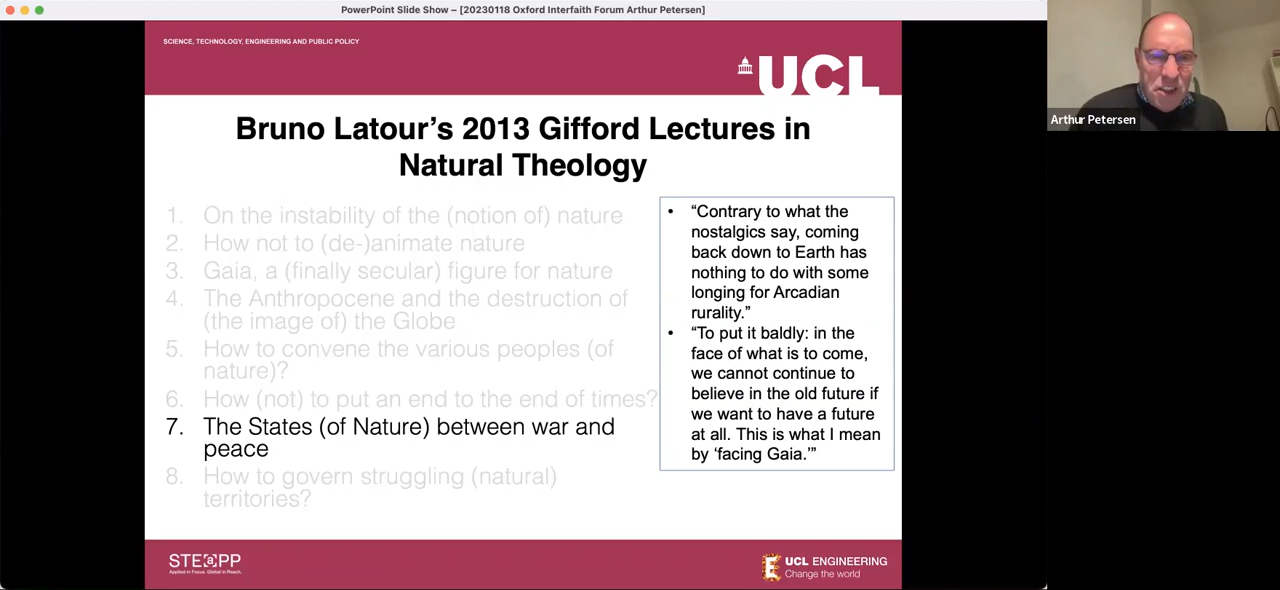 PowerPoint Slide Show – [20230118 Oxford Interfaith Forum Arthur Petersen]
SCIENCE, TECHNOLOGY, ENGINEERING AND PUBLIC POLICY
UCL
Arthur Petersen
Bruno Latour’s 2013 Gifford Lectures in
Natural Theology
1. On the instability of the (notion of) nature
2. How not to (de-)animate nature
3. Gaia, a (finally secular) figure for nature
4. The Anthropocene and the destruction of
(the image of) the Globe
5. How to convene the various peoples (of
nature)?
6. How (not) to put an end to the end of times?
7. The States (of Nature) between war and
peace
8. How to govern struggling (natural)
territories?
• “Contrary to what the
nostalgics say, coming
back down to Earth has
nothing to do with some
longing for Arcadian
rurality.”
• “To put it baldly: in the
face of what is to come,
we cannot continue to
believe in the old future if
we want to have a future
at all. This is what I mean
by ‘facing Gaia.’”
STEaPP
Applied in Focus. Global in Reach.
UCL ENGINEERING
Change the world